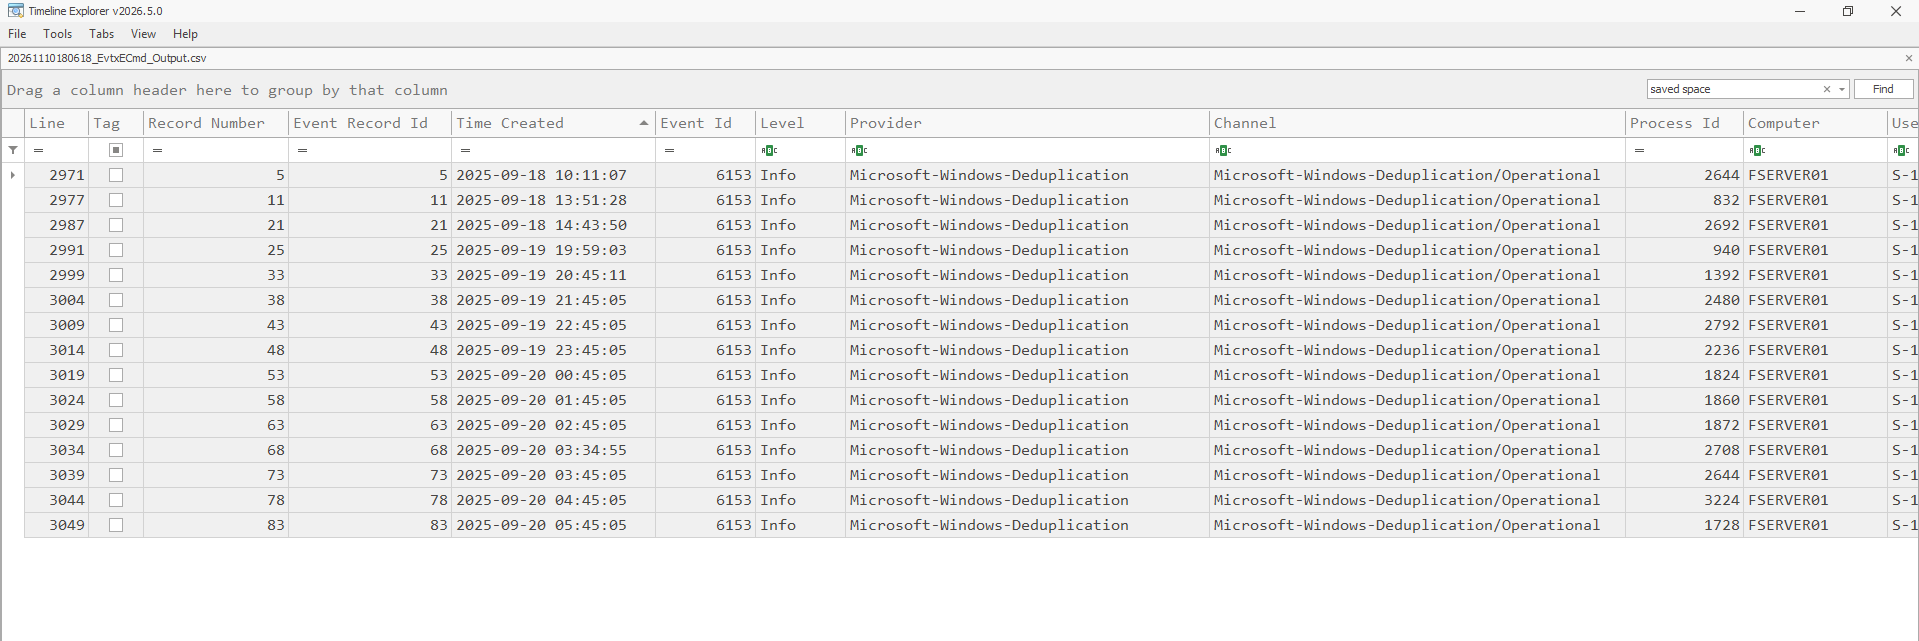 Timeline Explorer v2026.5.0
File Tools Tabs View Help
20261110180618_EvtxECmd_Output.csv
Drag a column header here to group by that column saved space Find
Line Tag Record Number Event Record Id Time Created Event Id Level Provider Channel Process Id Computer Use
= = = = = ABC ABC ABC = ABC ABC
2971 5 5 2025-09-18 10:11:07 6153 Info Microsoft-Windows-Deduplication Microsoft-Windows-Deduplication/Operational 2644 FSERVER01 S-1
2977 11 11 2025-09-18 13:51:28 6153 Info Microsoft-Windows-Deduplication Microsoft-Windows-Deduplication/Operational 832 FSERVER01 S-1
2987 21 21 2025-09-18 14:43:50 6153 Info Microsoft-Windows-Deduplication Microsoft-Windows-Deduplication/Operational 2692 FSERVER01 S-1
2991 25 25 2025-09-19 19:59:03 6153 Info Microsoft-Windows-Deduplication Microsoft-Windows-Deduplication/Operational 940 FSERVER01 S-1
2999 33 33 2025-09-19 20:45:11 6153 Info Microsoft-Windows-Deduplication Microsoft-Windows-Deduplication/Operational 1392 FSERVER01 S-1
3004 38 38 2025-09-19 21:45:05 6153 Info Microsoft-Windows-Deduplication Microsoft-Windows-Deduplication/Operational 2480 FSERVER01 S-1
3009 43 43 2025-09-19 22:45:05 6153 Info Microsoft-Windows-Deduplication Microsoft-Windows-Deduplication/Operational 2792 FSERVER01 S-1
3014 48 48 2025-09-19 23:45:05 6153 Info Microsoft-Windows-Deduplication Microsoft-Windows-Deduplication/Operational 2236 FSERVER01 S-1
3019 53 53 2025-09-20 00:45:05 6153 Info Microsoft-Windows-Deduplication Microsoft-Windows-Deduplication/Operational 1824 FSERVER01 S-1
3024 58 58 2025-09-20 01:45:05 6153 Info Microsoft-Windows-Deduplication Microsoft-Windows-Deduplication/Operational 1860 FSERVER01 S-1
3029 63 63 2025-09-20 02:45:05 6153 Info Microsoft-Windows-Deduplication Microsoft-Windows-Deduplication/Operational 1872 FSERVER01 S-1
3034 68 68 2025-09-20 03:34:55 6153 Info Microsoft-Windows-Deduplication Microsoft-Windows-Deduplication/Operational 2708 FSERVER01 S-1
3039 73 73 2025-09-20 03:45:05 6153 Info Microsoft-Windows-Deduplication Microsoft-Windows-Deduplication/Operational 2644 FSERVER01 S-1
3044 78 78 2025-09-20 04:45:05 6153 Info Microsoft-Windows-Deduplication Microsoft-Windows-Deduplication/Operational 3224 FSERVER01 S-1
3049 83 83 2025-09-20 05:45:05 6153 Info Microsoft-Windows-Deduplication Microsoft-Windows-Deduplication/Operational 1728 FSERVER01 S-1